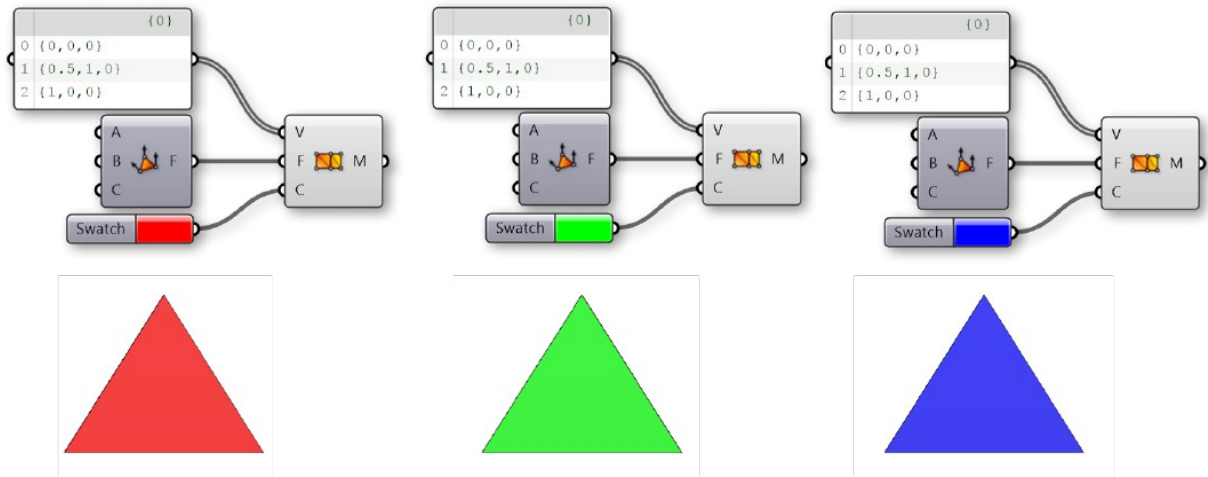 {0}
0 {0,0,0}
1 {0.5,1,0}
2 {1,0,0}
A
B F
C
V
F M
C
Swatch
{0}
0 {0,0,0}
1 {0.5,1,0}
2 {1,0,0}
A
B F
C
V
F M
C
Swatch
{0}
0 {0,0,0}
1 {0.5,1,0}
2 {1,0,0}
A
B F
C
V
F M
C
Swatch